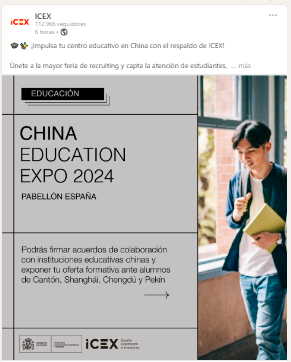 ICEX
112.966 seguidores
6 horas •
¡Impulsa tu centro educativo en China con el respaldo de ICEX!
Únete a la mayor feria de recruiting y capta la atención de estudiantes, ... más
EDUCACIÓN
CHINA
EDUCATION
EXPO 2024
PABELLÓN ESPAÑA
Podrás firmar acuerdos de colaboración
con instituciones educativas chinas y
exponer tu oferta formativa ante alumnos
de Cantón, Shanghái, Chengdú y Pekín
ICEX